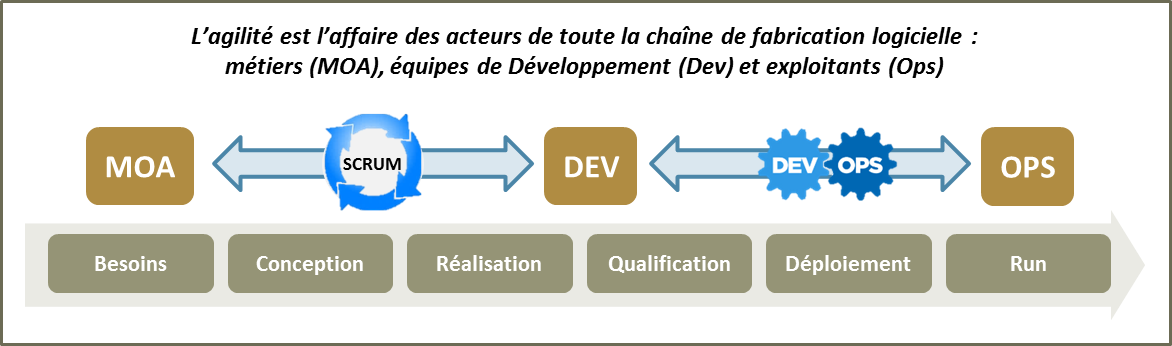 L’agilité est l’affaire des acteurs de toute la chaîne de fabrication logicielle :
métiers (MOA), équipes de Développement (Dev) et exploitants (Ops)
MOA
SCRUM
DEV
DEV
OPS
OPS
Besoins
Conception
Réalisation
Qualification
Déploiement
Run